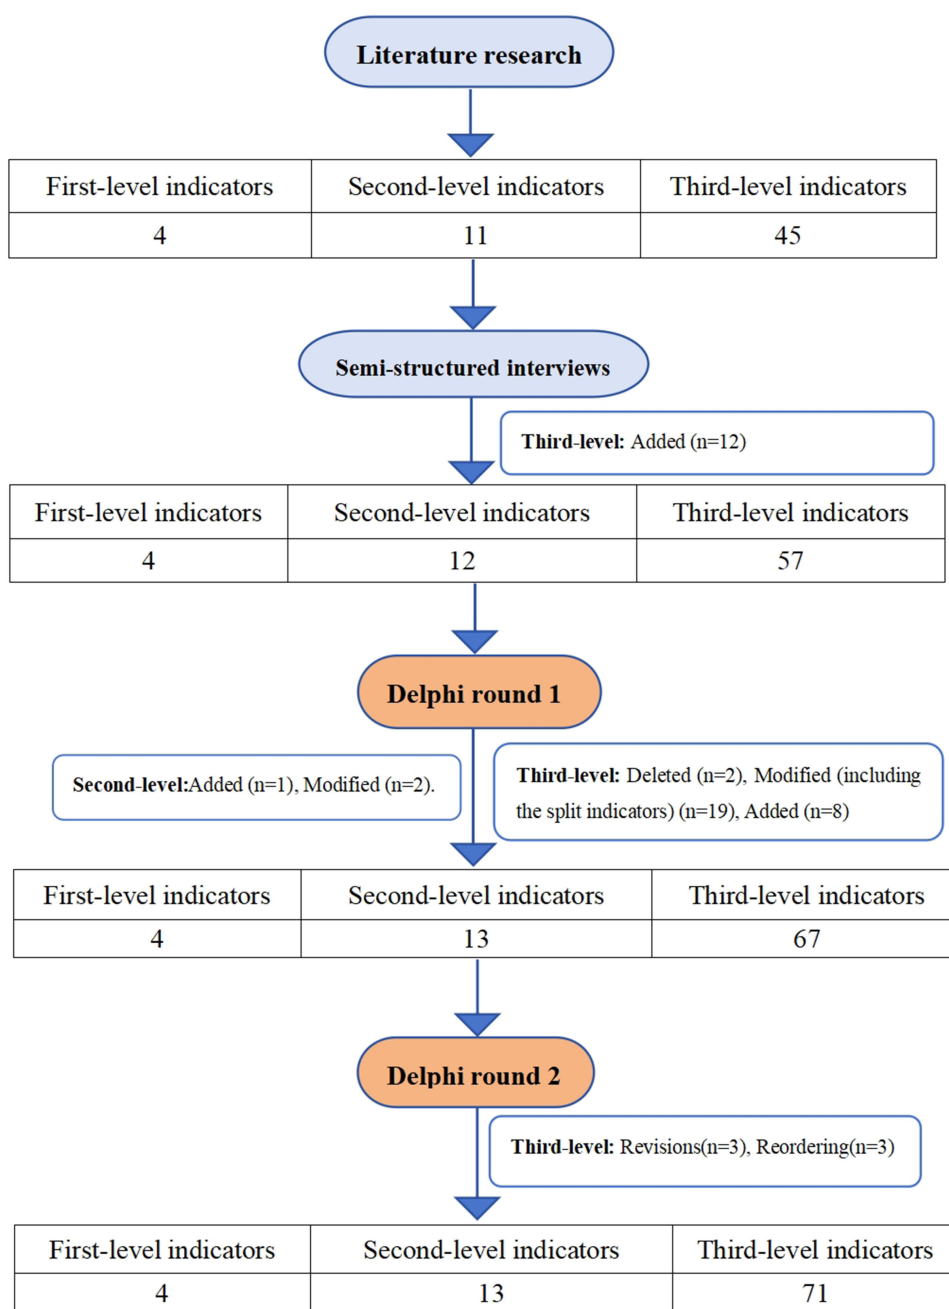 Literature research
First-level indicators Second-level indicators Third-level indicators
4 11 45
Semi-structured interviews
Third-level: Added (n=12)
First-level indicators Second-level indicators Third-level indicators
4 12 57
Delphi round 1
Second-level:Added (n=1), Modified (n=2).
Third-level: Deleted (n=2), Modified (including
the split indicators) (n=19), Added (n=8)
First-level indicators Second-level indicators Third-level indicators
4 13 67
Delphi round 2
Third-level: Revisions(n=3), Reordering(n=3)
First-level indicators Second-level indicators Third-level indicators
4 13 71